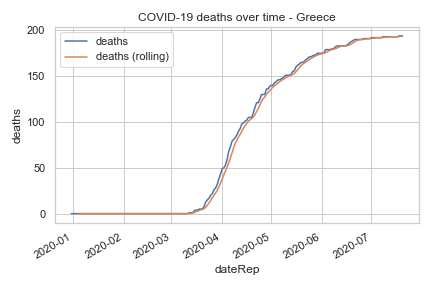 COVID-19 deaths over time - Greece
deaths
deaths (rolling)
200
150
100
50
0
deaths
2020-01
2020-02
2020-03
2020-04
2020-05
2020-06
2020-07
dateRep